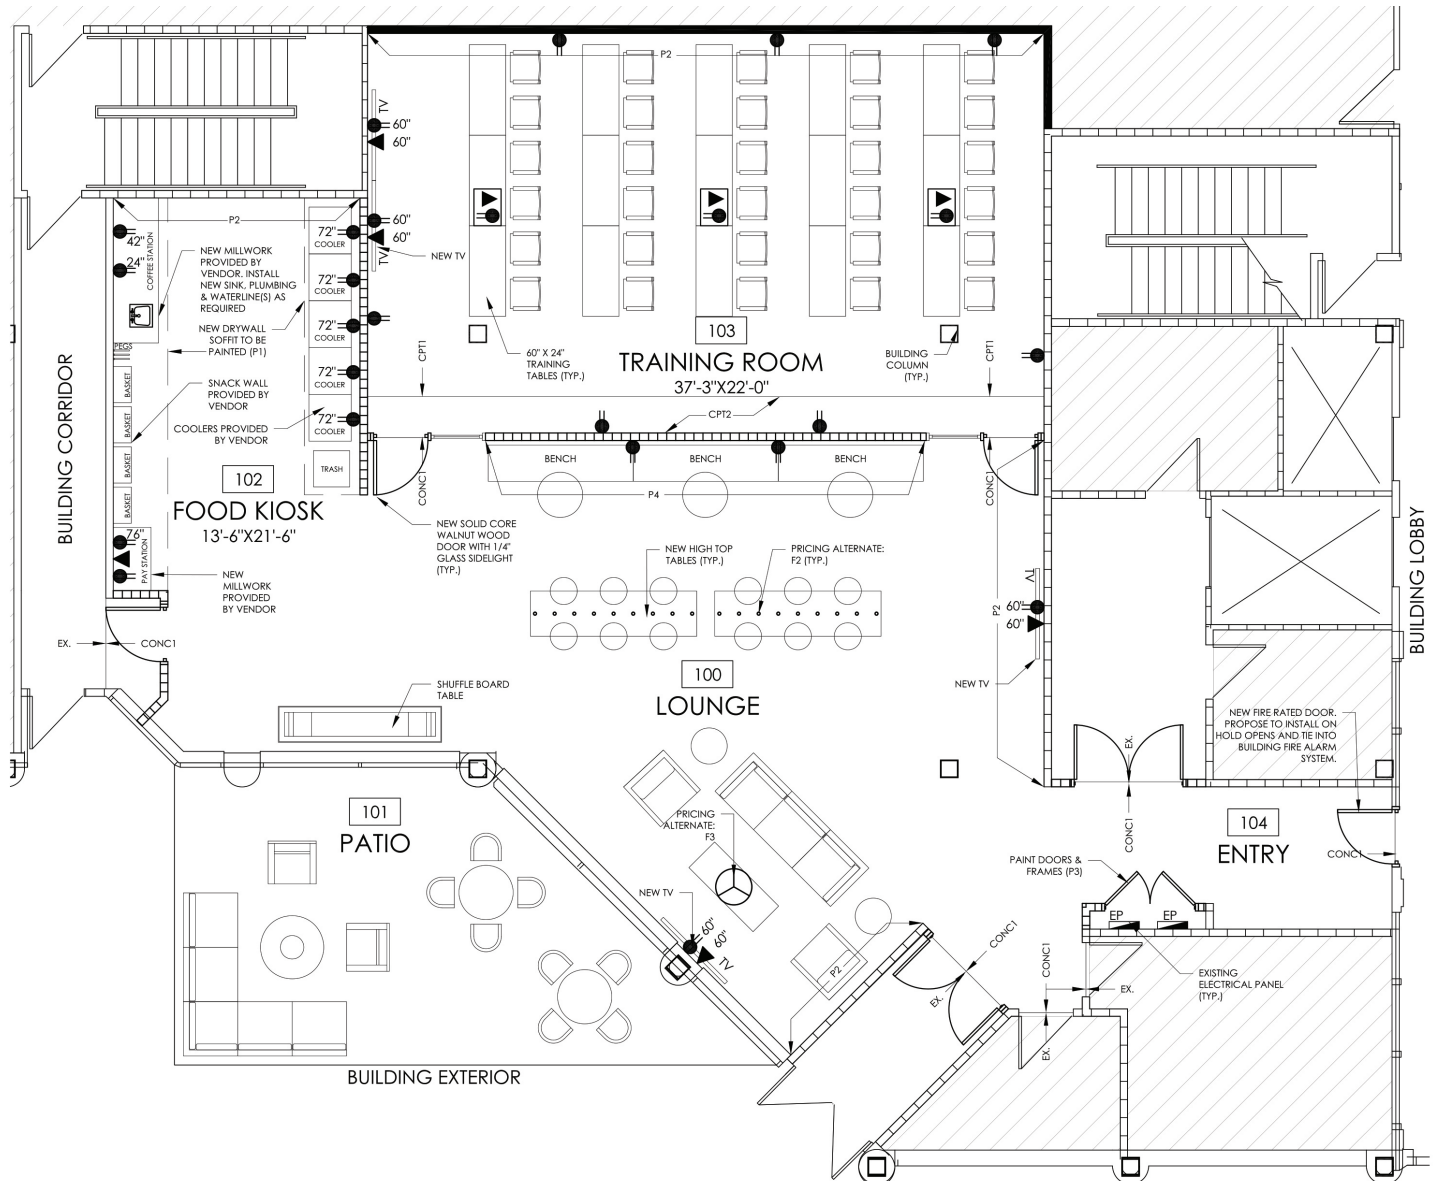 P2
TV
60"
60"
60"
60"
TV
NEW TV
P2
42"
24"
COFFEE STATION
NEW MILLWORK
PROVIDED BY
VENDOR. INSTALL
NEW SINK, PLUMBING
& WATERLINE(S) AS
REQUIRED
72"
COOLER
72"
COOLER
72"
COOLER
72"
COOLER
72"
COOLER
NEW DRYWALL
SOFFIT TO BE
PAINTED (P1)
PEGS
BASKET
BASKET
BASKET
BASKET
SNACK WALL
PROVIDED BY
VENDOR
COOLERS PROVIDED
BY VENDOR
TRASH
102
FOOD KIOSK
13'-6"X21'-6"
76"
PAY STATION
NEW
MILLWORK
PROVIDED
BY VENDOR
BUILDING CORRIDOR
EX.
CONC1
CPT1
60" X 24"
TRAINING
TABLES (TYP.)
103
TRAINING ROOM
37'-3"X22'-0"
BUILDING
COLUMN
(TYP.)
CPT1
CPT2
CONC1
BENCH
BENCH
BENCH
P4
CONC1
NEW SOLID CORE
WALNUT WOOD
DOOR WITH 1/4"
GLASS SIDELIGHT
(TYP.)
NEW HIGH TOP
TABLES (TYP.)
PRICING ALTERNATE:
F2 (TYP.)
TV
P2
60"
60"
NEW TV
100
LOUNGE
SHUFFLE BOARD
TABLE
BUILDING LOBBY
NEW FIRE RATED DOOR.
PROPOSE TO INSTALL ON
HOLD OPENS AND TIE INTO
BUILDING FIRE ALARM
SYSTEM.
EX.
CONC1
104
ENTRY
CONC1
PAINT DOORS &
FRAMES (P3)
EP
EP
EXISTING
ELECTRICAL PANEL
(TYP.)
101
PATIO
PRICING
ALTERNATE:
F3
NEW TV
60"
60"
TV
P2
CONC1
EX.
CONC1
EX.
EX.
BUILDING EXTERIOR